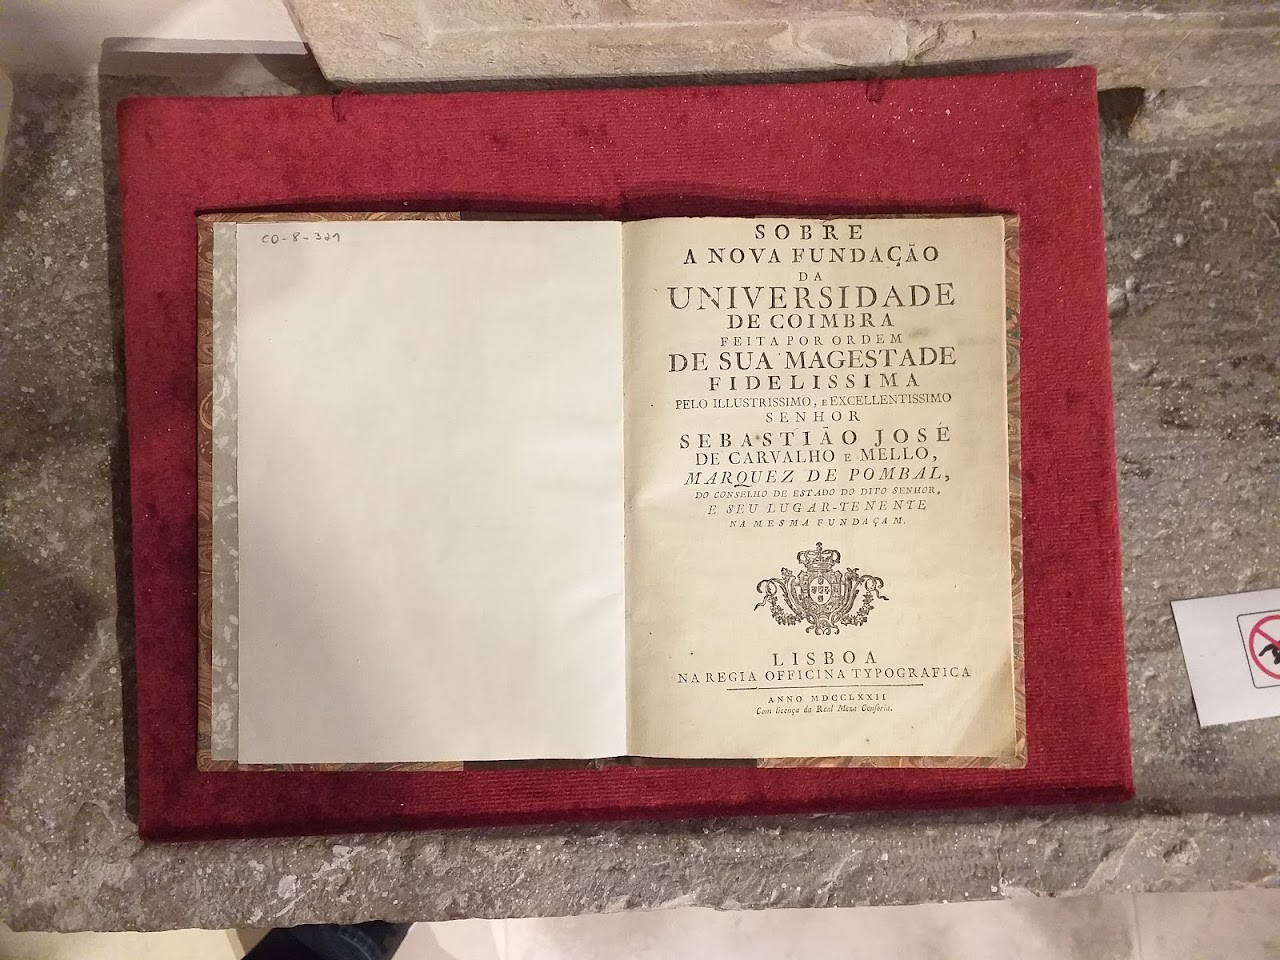 CO-8-321
SOBRE
A NOVA FUNDAÇÃO
DA
UNIVERSIDADE
DE COIMBRA
FEITA POR ORDEM
DE SUA MAGESTADE
FIDELISSIMA
PELO ILLUSTRISSIMO, E EXCELLENTISSIMO
SENHOR
SEBASTIÃO JOSÉ
DE CARVALHO E MELLO,
MARQUEZ DE POMBAL,
DO CONSELHO DE ESTADO DO DITO SENHOR,
E SEU LUGAR-TENENTE
NA MESMA FUNDAÇAM.
LISBOA
NA REGIA OFFICINA TYPOGRAFICA
ANNO MDCCLXXII
Com licença da Real Meza Censoria.